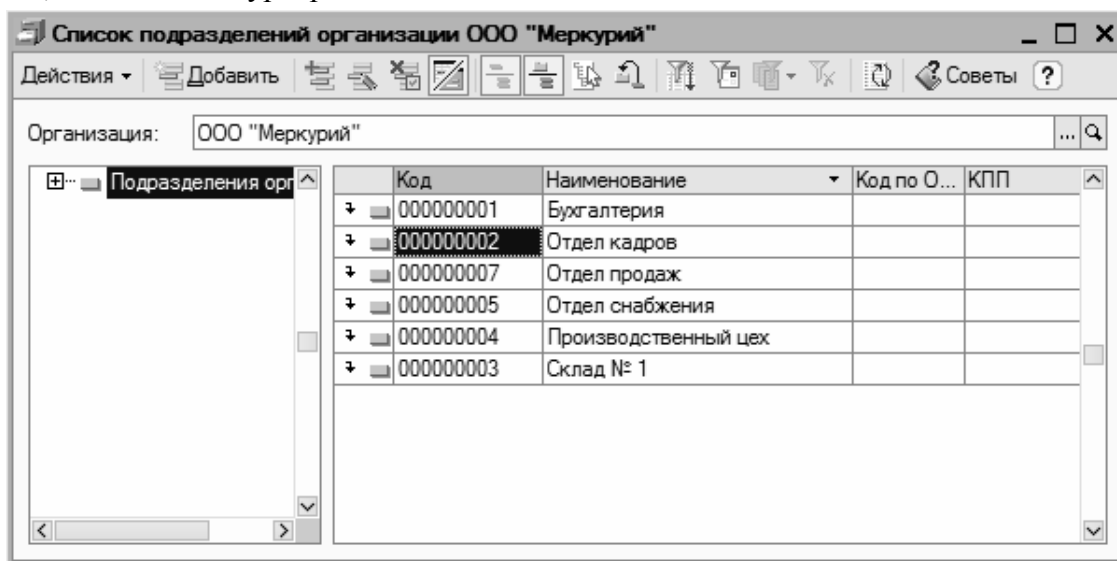 Список подразделений организации ООО "Меркурий"
Действия Добавить Советы ?
Организация: ООО "Меркурий" ...
Подразделения орг
Код Наименование Код по О... КПП
000000001 Бухгалтерия
000000002 Отдел кадров
000000007 Отдел продаж
000000005 Отдел снабжения
000000004 Производственный цех
000000003 Склад № 1